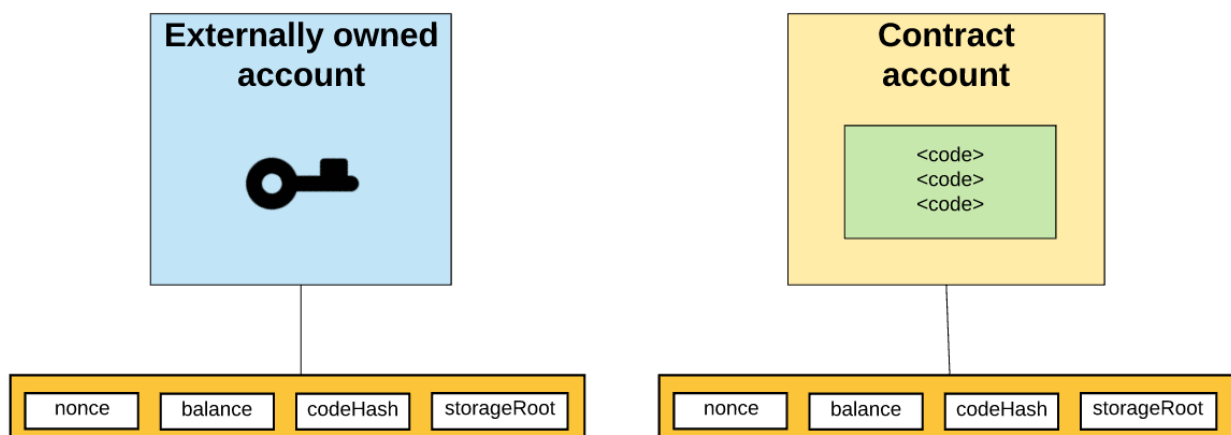 Externally owned
account
Contract
account
<code>
<code>
<code>
nonce
balance
codeHash
storageRoot
nonce
balance
codeHash
storageRoot